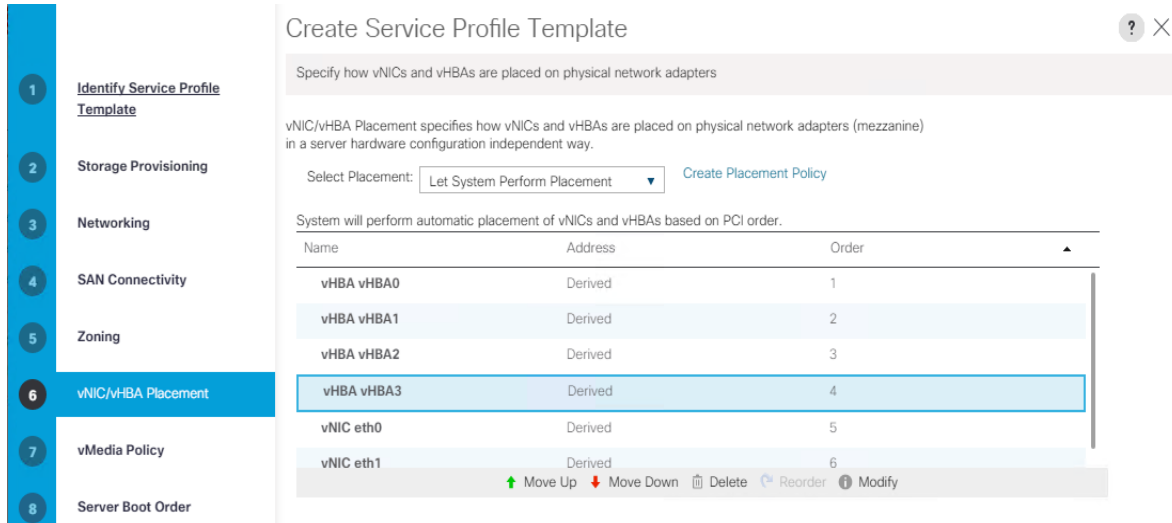 Create Service Profile Template
?
Specify how vNICs and vHBAs are placed on physical network adapters
1 Identify Service Profile
Template
2 Storage Provisioning
3 Networking
4 SAN Connectivity
5 Zoning
6 vNIC/vHBA Placement
7 vMedia Policy
8 Server Boot Order
vNIC/vHBA Placement specifies how vNICs and vHBAs are placed on physical network adapters (mezzanine)
in a server hardware configuration independent way.
Select Placement: Let System Perform Placement Create Placement Policy
System will perform automatic placement of vNICs and vHBAs based on PCI order.
Name Address Order
vHBA vHBA0 Derived 1
vHBA vHBA1 Derived 2
vHBA vHBA2 Derived 3
vHBA vHBA3 Derived 4
vNIC eth0 Derived 5
vNIC eth1 Derived 6
Move Up Move Down Delete Reorder Modify